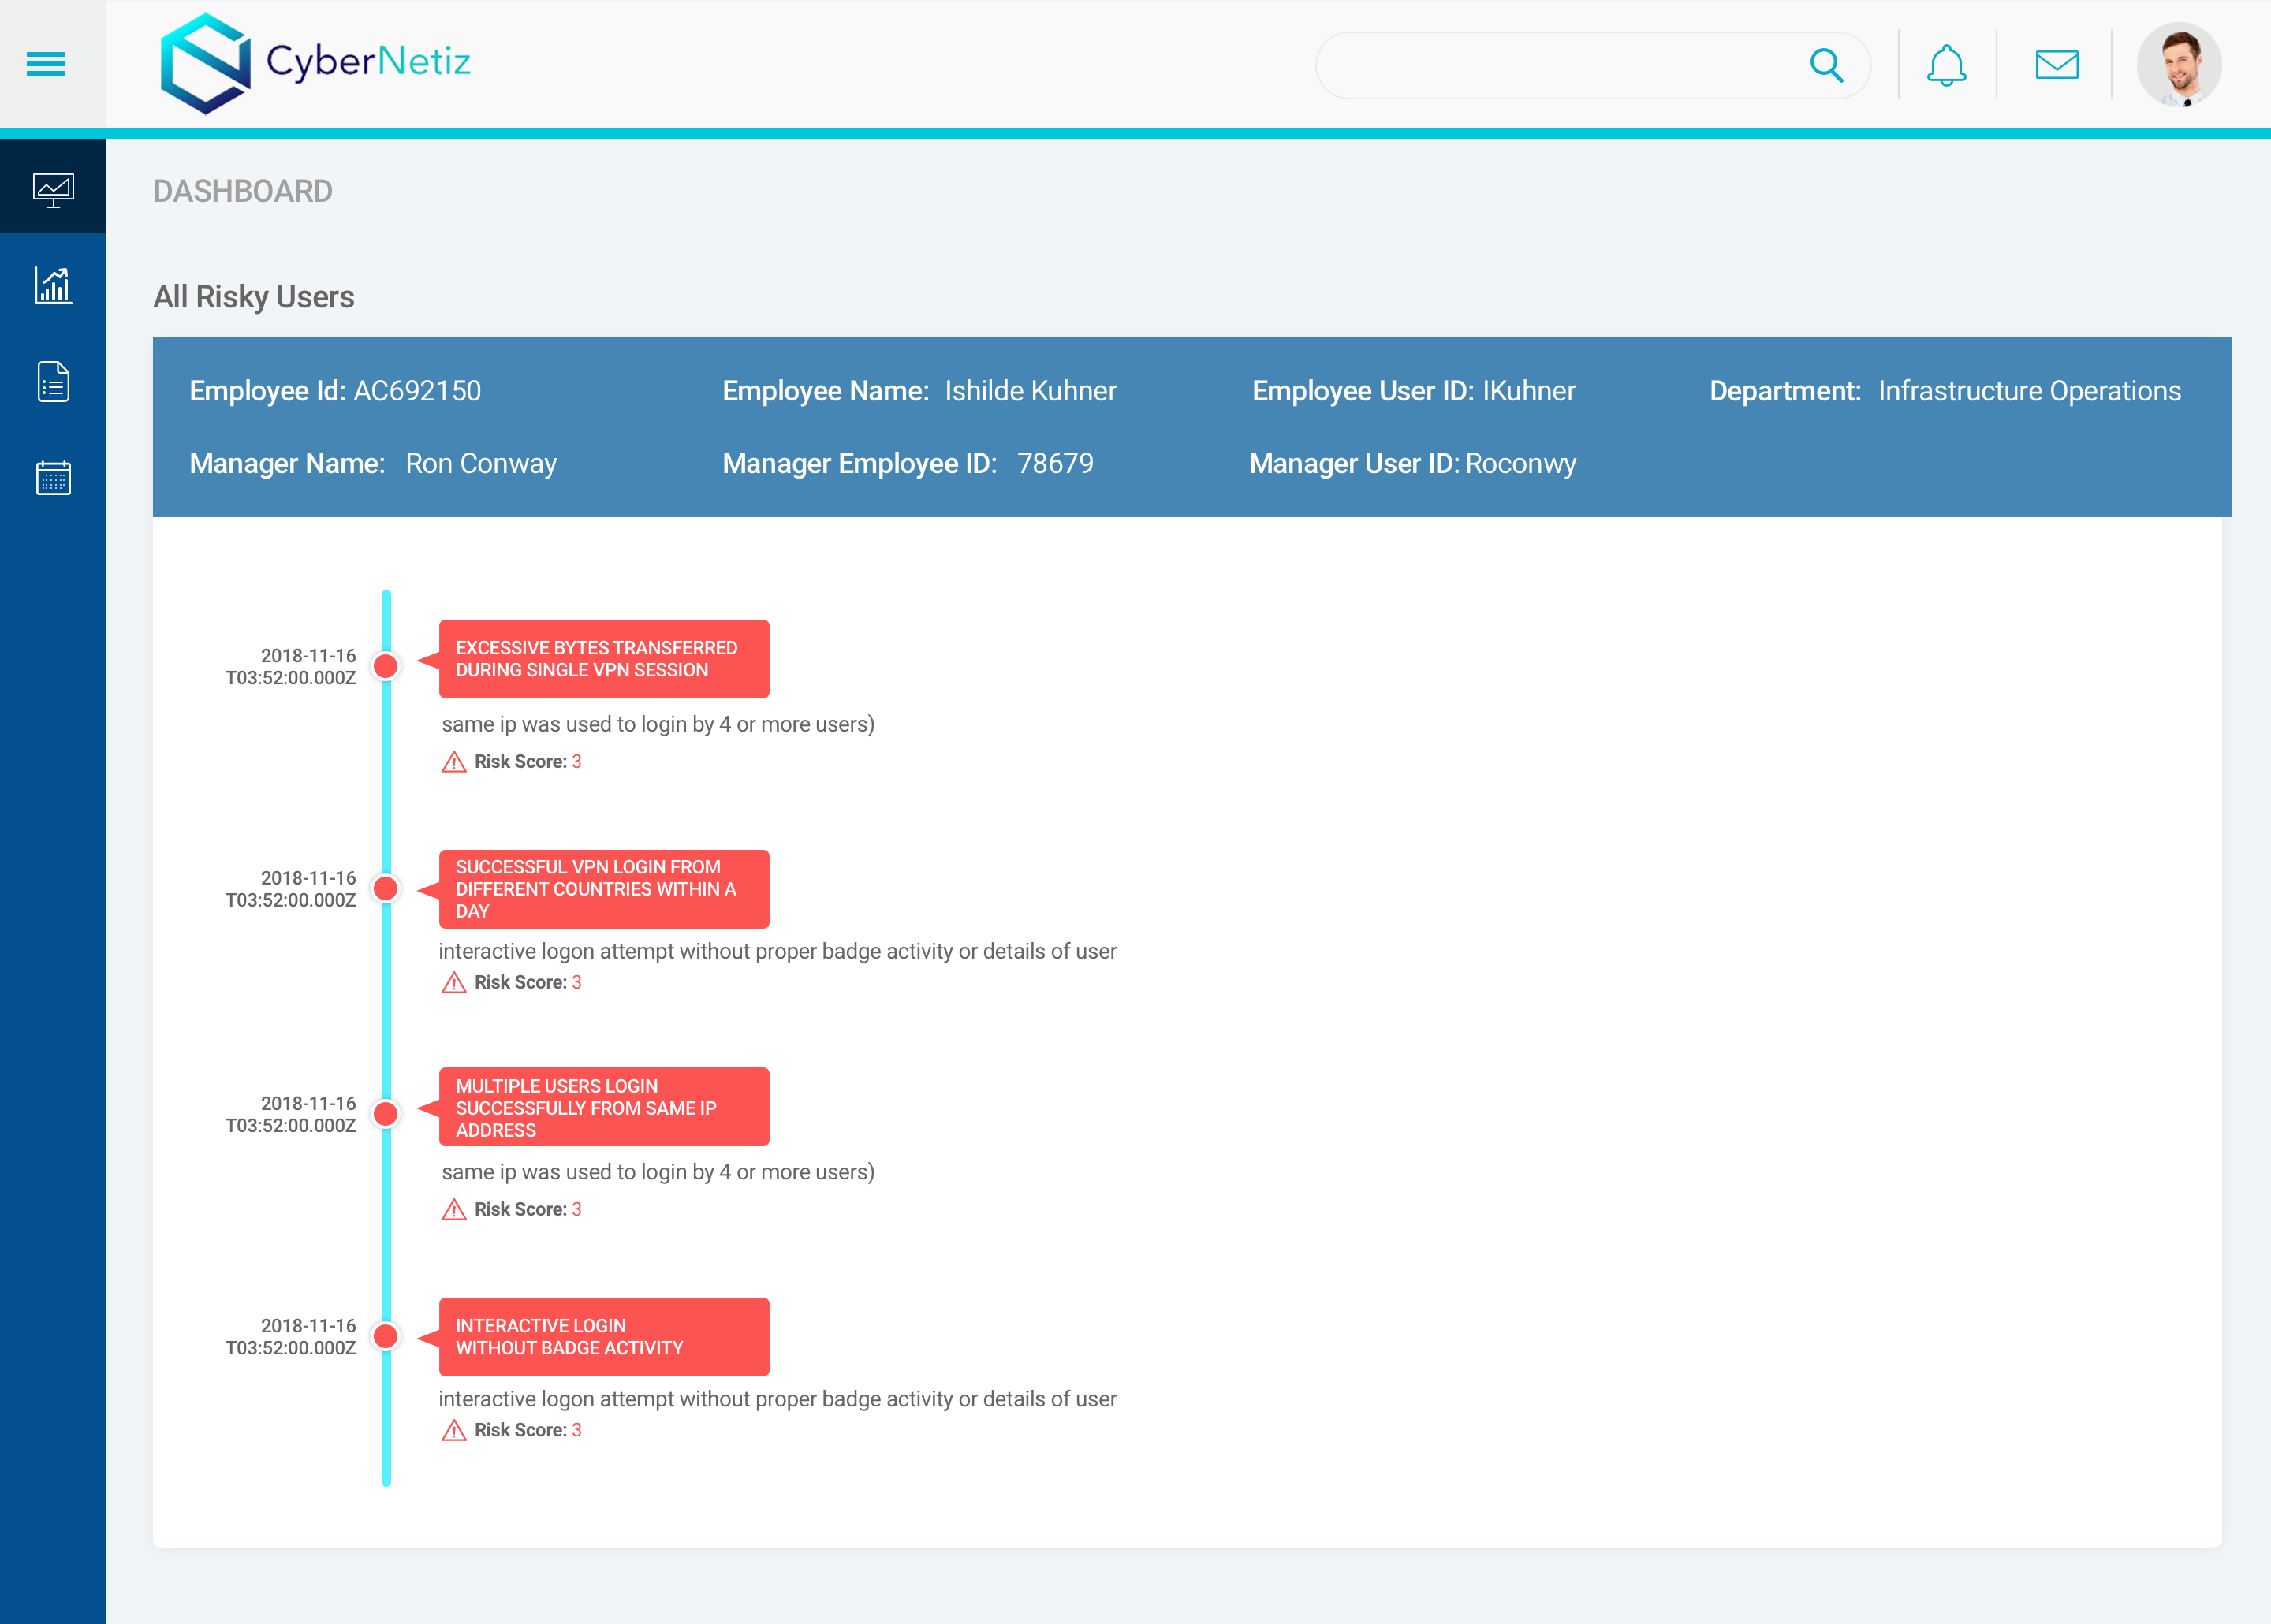 CyberNetiz
DASHBOARD
All Risky Users
Employee Id: AC692150 Employee Name: Ishilde Kuhner Employee User ID: IKuhner Department: Infrastructure Operations
Manager Name: Ron Conway Manager Employee ID: 78679 Manager User ID: Roconwy
2018-11-16
T03:52:00.000Z
EXCESSIVE BYTES TRANSFERRED
DURING SINGLE VPN SESSION
same ip was used to login by 4 or more users)
Risk Score: 3
2018-11-16
T03:52:00.000Z
SUCCESSFUL VPN LOGIN FROM
DIFFERENT COUNTRIES WITHIN A
DAY
interactive logon attempt without proper badge activity or details of user
Risk Score: 3
2018-11-16
T03:52:00.000Z
MULTIPLE USERS LOGIN
SUCCESSFULLY FROM SAME IP
ADDRESS
same ip was used to login by 4 or more users)
Risk Score: 3
2018-11-16
T03:52:00.000Z
INTERACTIVE LOGIN
WITHOUT BADGE ACTIVITY
interactive logon attempt without proper badge activity or details of user
Risk Score: 3